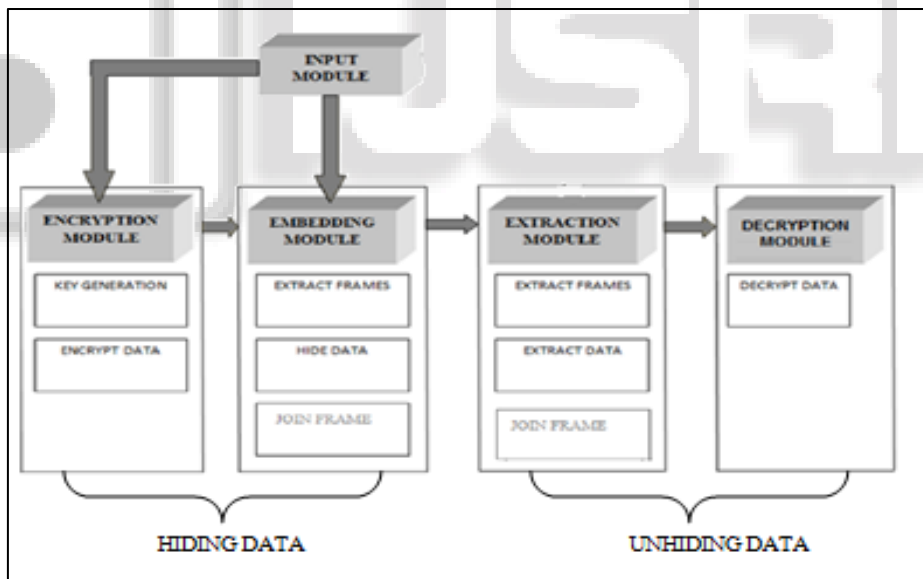 INPUT
MODULE
ENCRYPTION
MODULE
KEY GENERATION
ENCRYPT DATA
EMBEDDING
MODULE
EXTRACT FRAMES
HIDE DATA
JOIN FRAME
EXTRACTION
MODULE
EXTRACT FRAMES
EXTRACT DATA
JOIN FRAME
DECRYPTION
MODULE
DECRYPT DATA
HIDING DATA
UNHIDING DATA